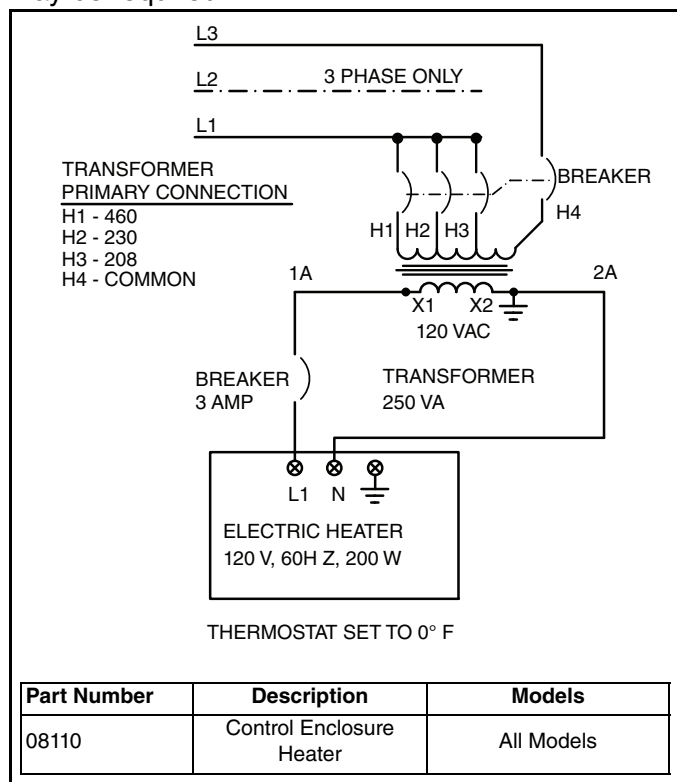 L3
L2 3 PHASE ONLY
L1
TRANSFORMER
PRIMARY CONNECTION
H1 - 460
H2 - 230
H3 - 208
H4 - COMMON
BREAKER
H1 H2 H3 H4
1A 2A
X1 X2
120 VAC
BREAKER
3 AMP
TRANSFORMER
250 VA
L1 N
ELECTRIC HEATER
120 V, 60H Z, 200 W
THERMOSTAT SET TO 0° F
Part Number Description Models
08110 Control Enclosure Heater All Models